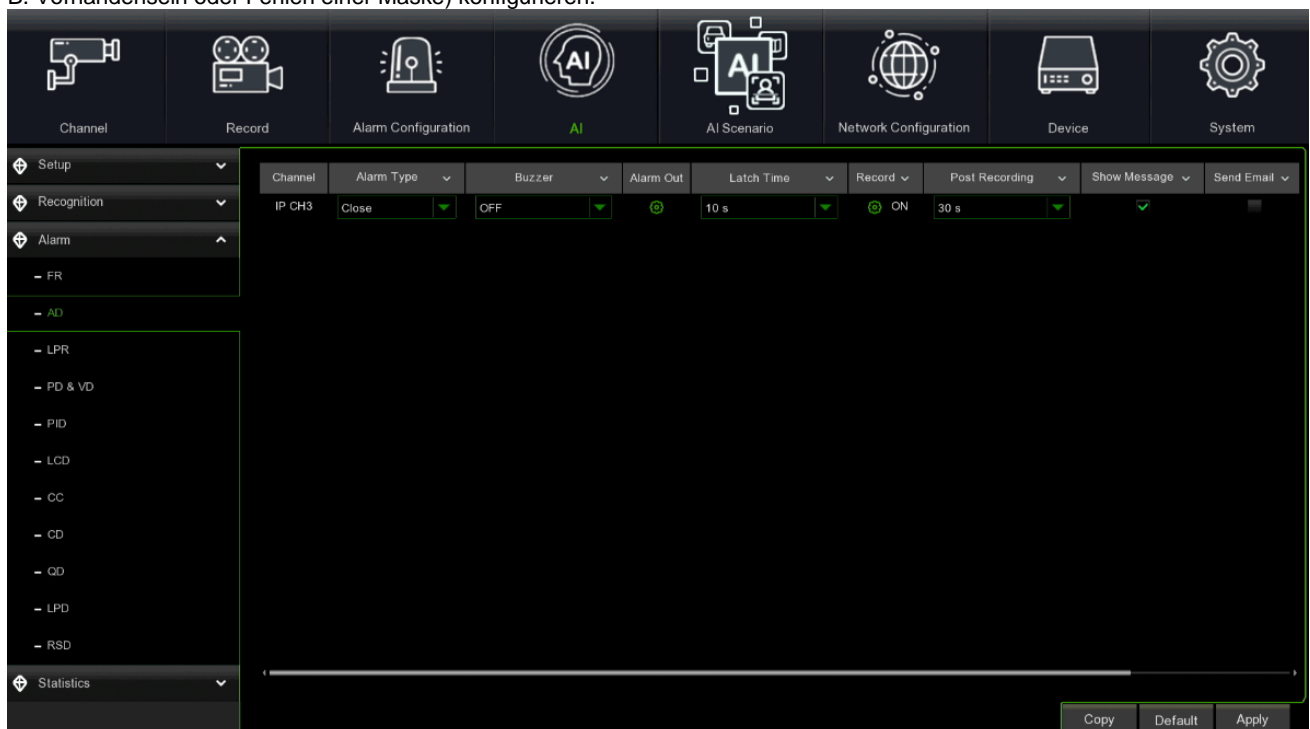 B. Vorhandensein oder Fehlen einer Maske) konfigurieren.
AI AI
Channel Record Alarm Configuration AI AI Scenario Network Configuration Device System
Setup
Recognition
Alarm
- FR
- AD
- LPR
- PD & VD
- PID
- LCD
- CC
- CD
- QD
- LPD
- RSD
Statistics
Channel Alarm Type Buzzer Alarm Out Latch Time Record Post Recording Show Message Send Email
IP CH3 Close OFF 10 s ON 30 s
Copy Default Apply